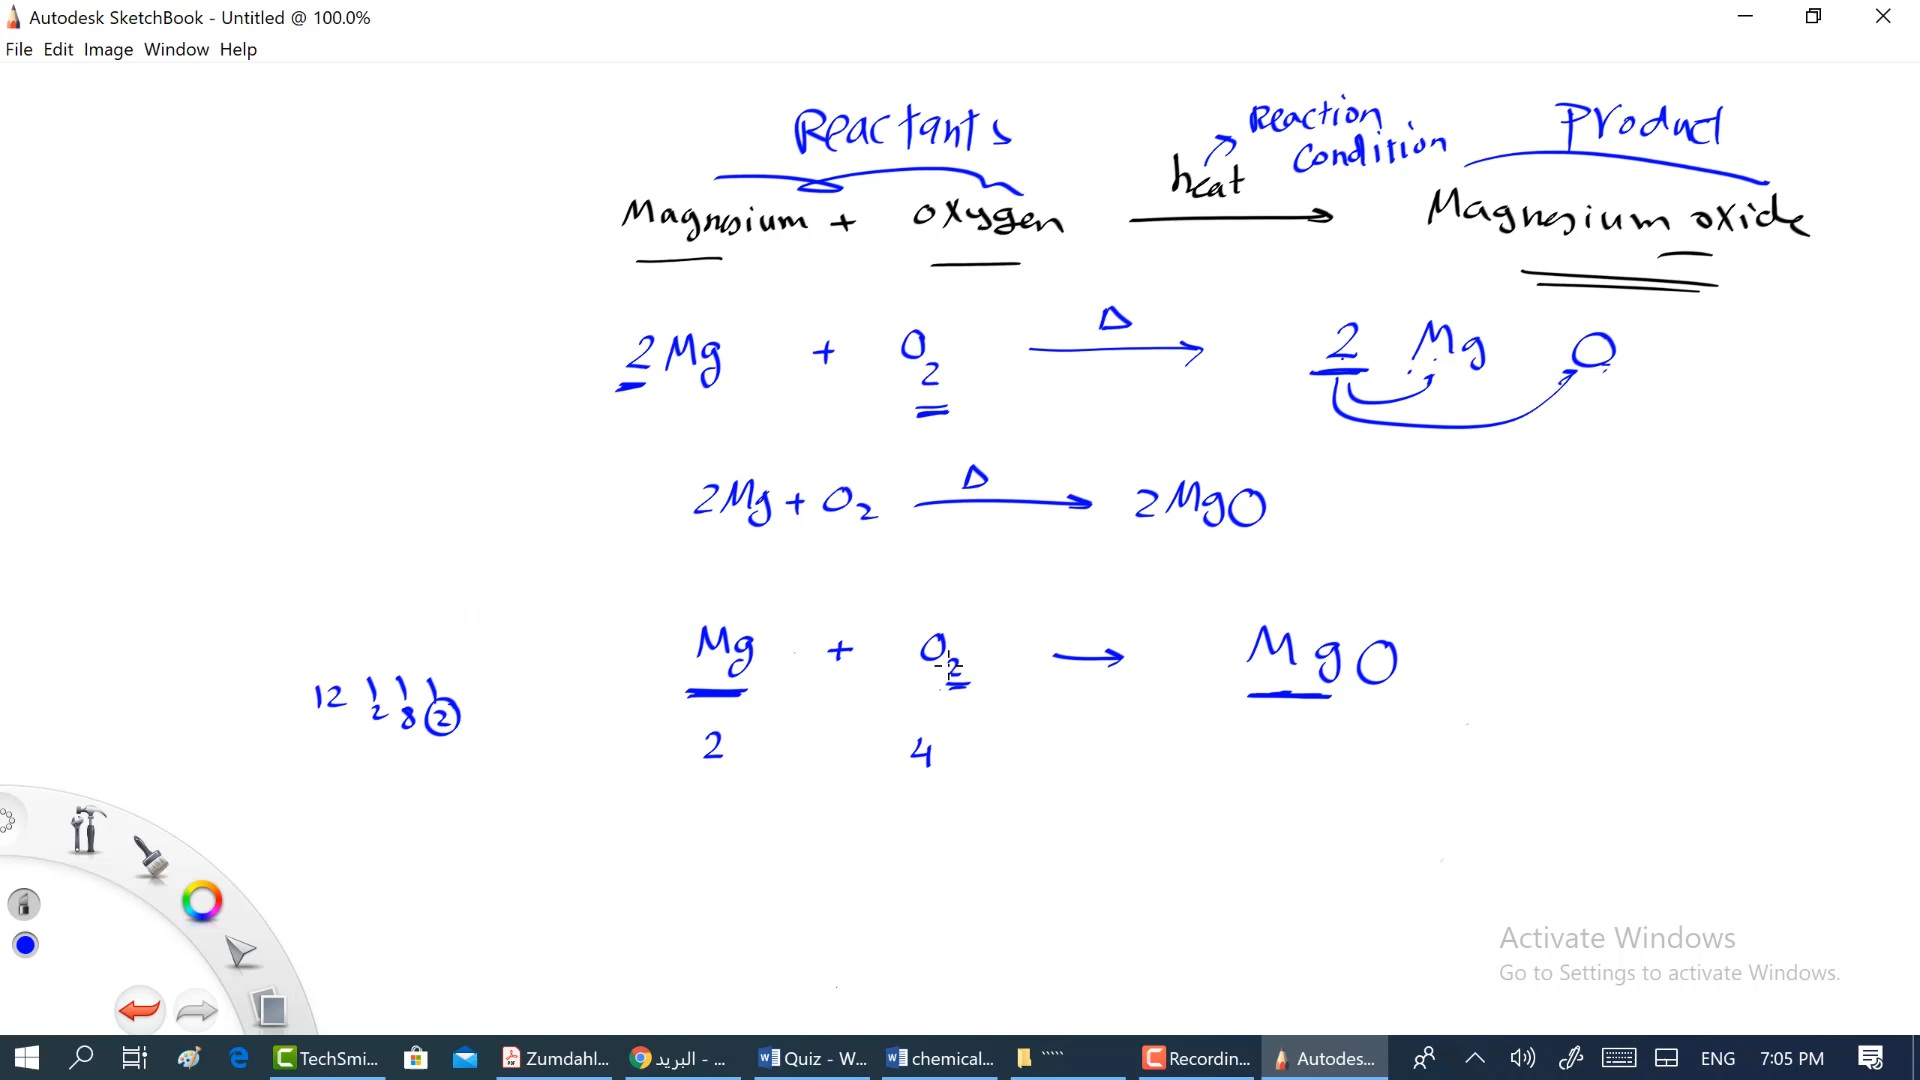 Autodesk SketchBook - Untitled @ 100.0%
File Edit Image Window Help
Reactants
Reaction
Condition
Product
heat
Magnesium + oxygen → Magnesium oxide
2Mg + O₂ —Δ→ 2 Mg O
2Mg + O₂ —Δ→ 2MgO
Mg + O₂ → MgO
12 ) ) )
2 8 2
2 4
Activate Windows
Go to Settings to activate Windows.
TechSmi... Zumdahl... البريد - ... Quiz - W... chemical... ````` Recordin... Autodes... ENG 7:05 PM